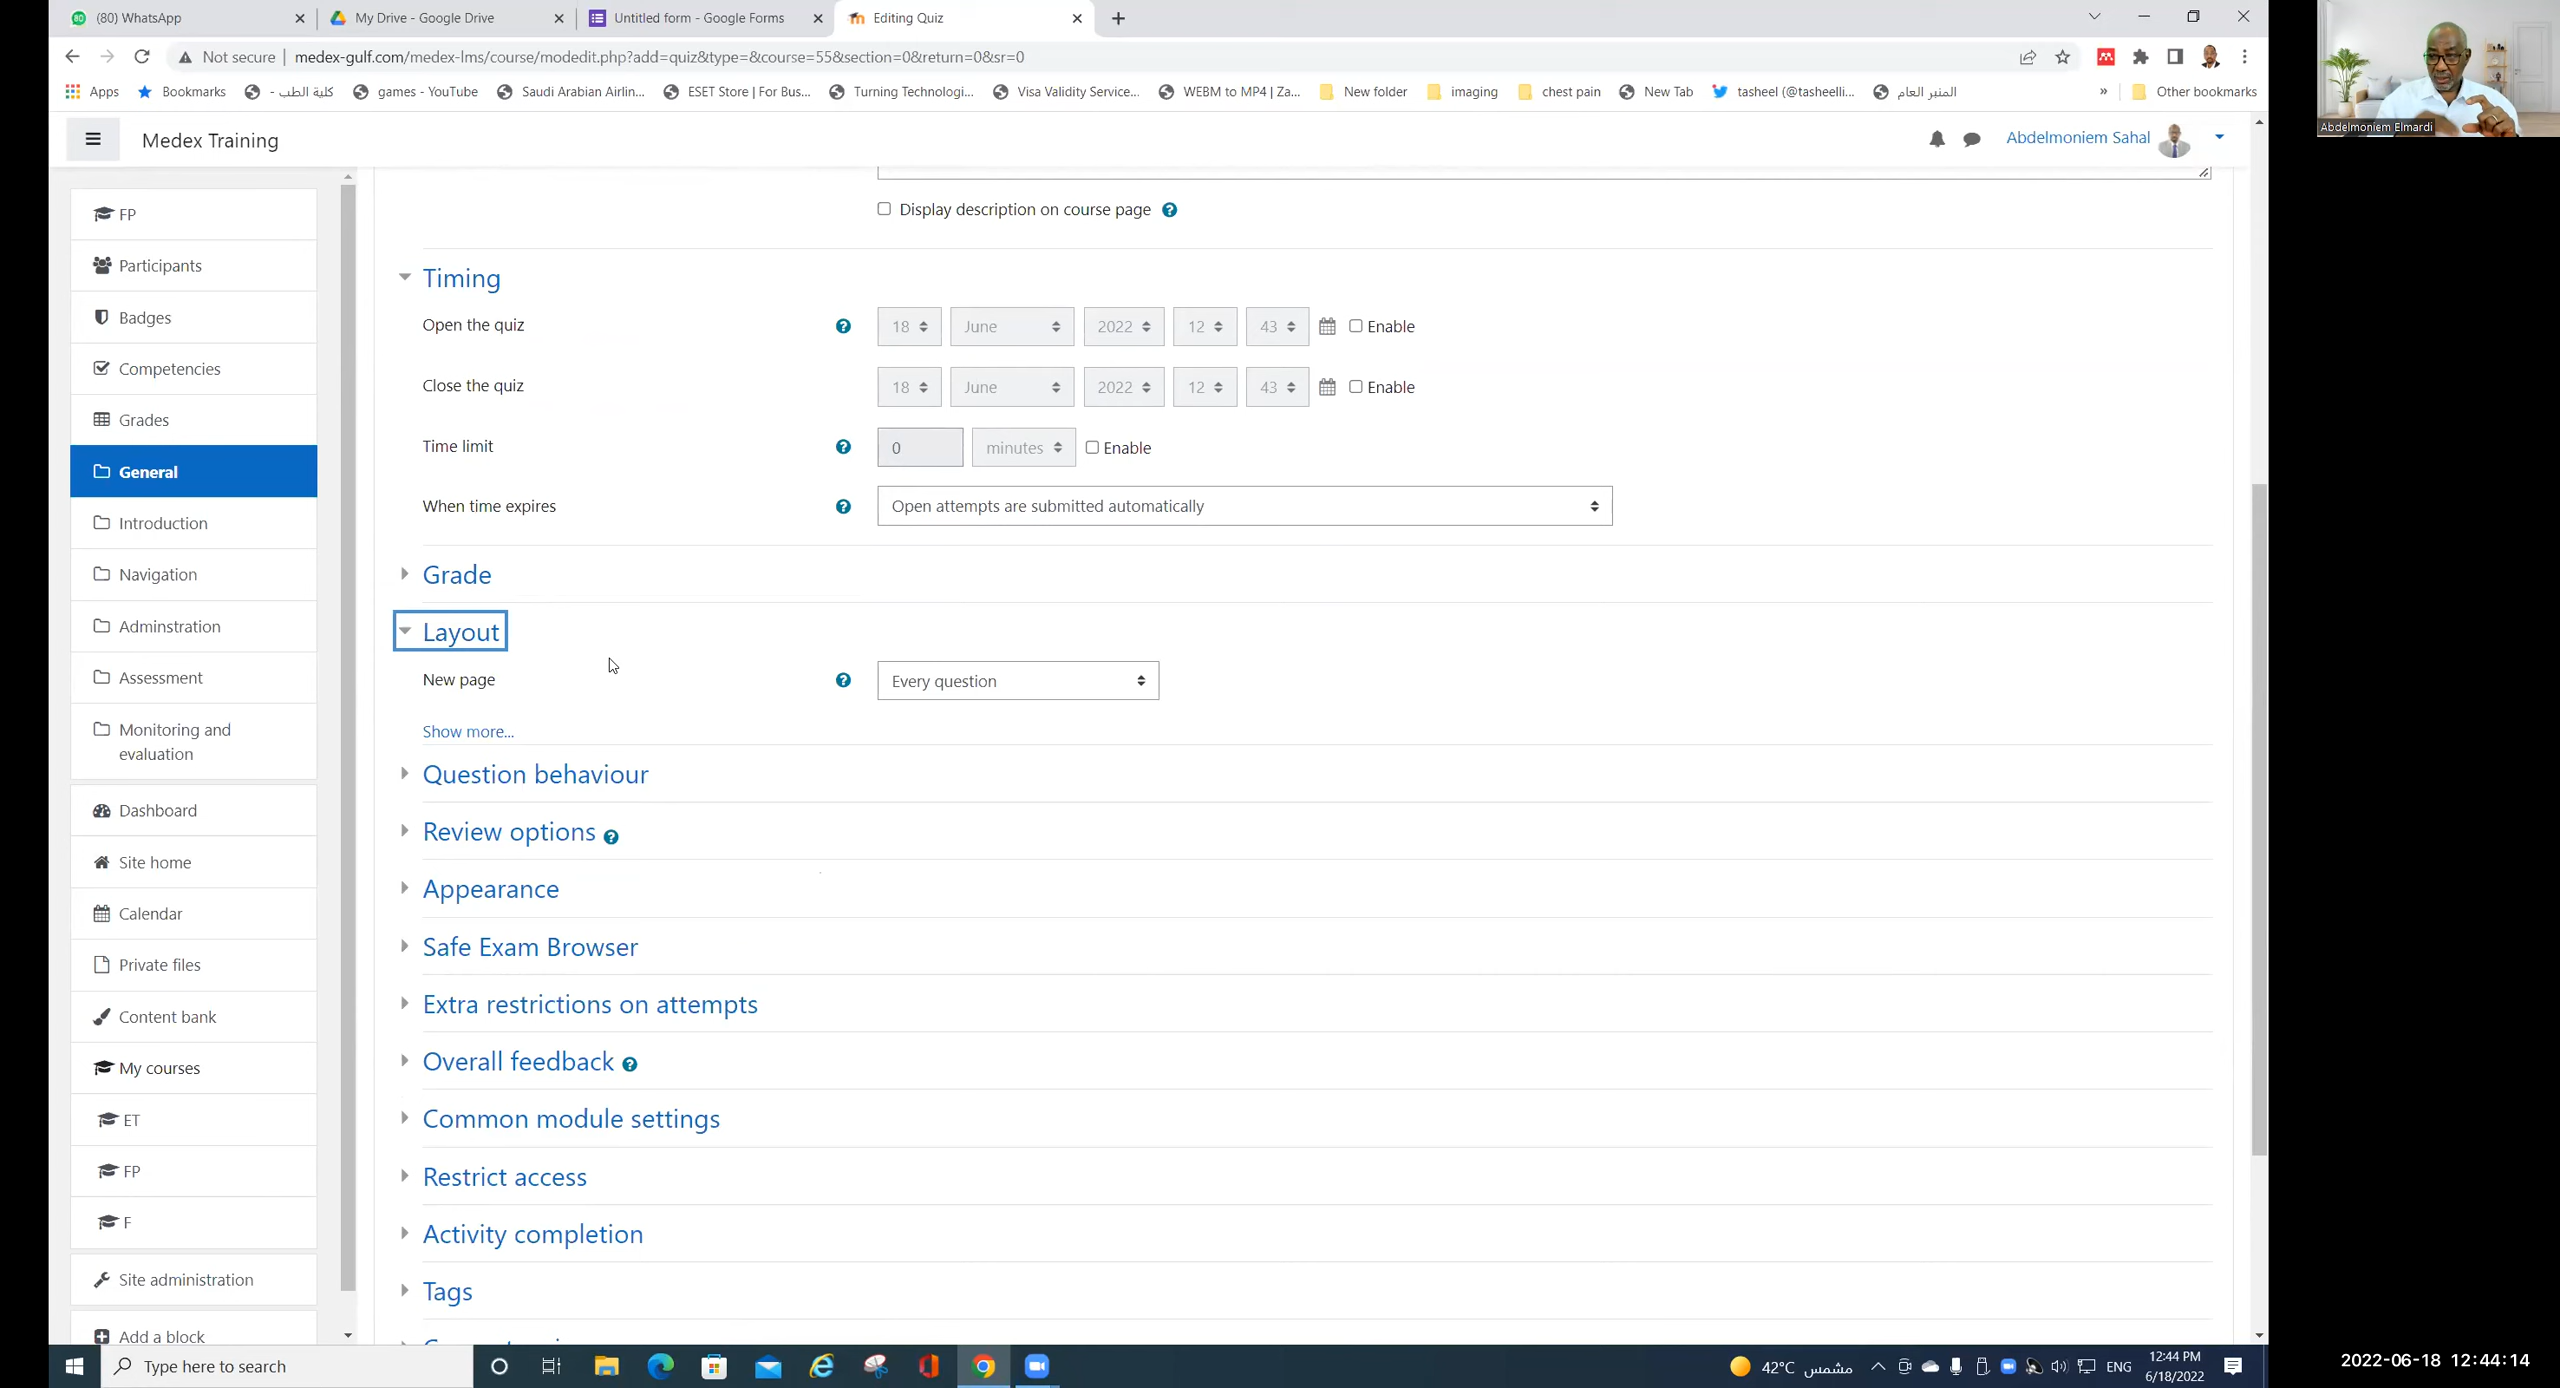 (80) WhatsApp
My Drive - Google Drive
Untitled form - Google Forms
Editing Quiz
Not secure
medex-gulf.com/medex-lms/course/modedit.php?add=quiz&type=&course=55&section=0&return=0&sr=0
Apps
Bookmarks
كلية الطب - ...
games - YouTube
Saudi Arabian Airlin...
ESET Store | For Bus...
Turning Technologi...
Visa Validity Service...
WEBM to MP4 | Za...
New folder
imaging
chest pain
New Tab
tasheel (@tasheelli...
المنبر العام
»
Other bookmarks
Abdelmoniem Elmardi
Medex Training
Abdelmoniem Sahal
FP
Participants
Badges
Competencies
Grades
General
Introduction
Navigation
Adminstration
Assessment
Monitoring and
evaluation
Dashboard
Site home
Calendar
Private files
Content bank
My courses
ET
FP
F
Site administration
Add a block
Display description on course page
Timing
Open the quiz
18 June 2022 12 43 Enable
Close the quiz
18 June 2022 12 43 Enable
Time limit
0 minutes Enable
When time expires
Open attempts are submitted automatically
Grade
Layout
New page
Every question
Show more...
Question behaviour
Review options
Appearance
Safe Exam Browser
Extra restrictions on attempts
Overall feedback
Common module settings
Restrict access
Activity completion
Tags
Type here to search
42°C مشمس
ENG
12:44 PM
6/18/2022
2022-06-18 12:44:14